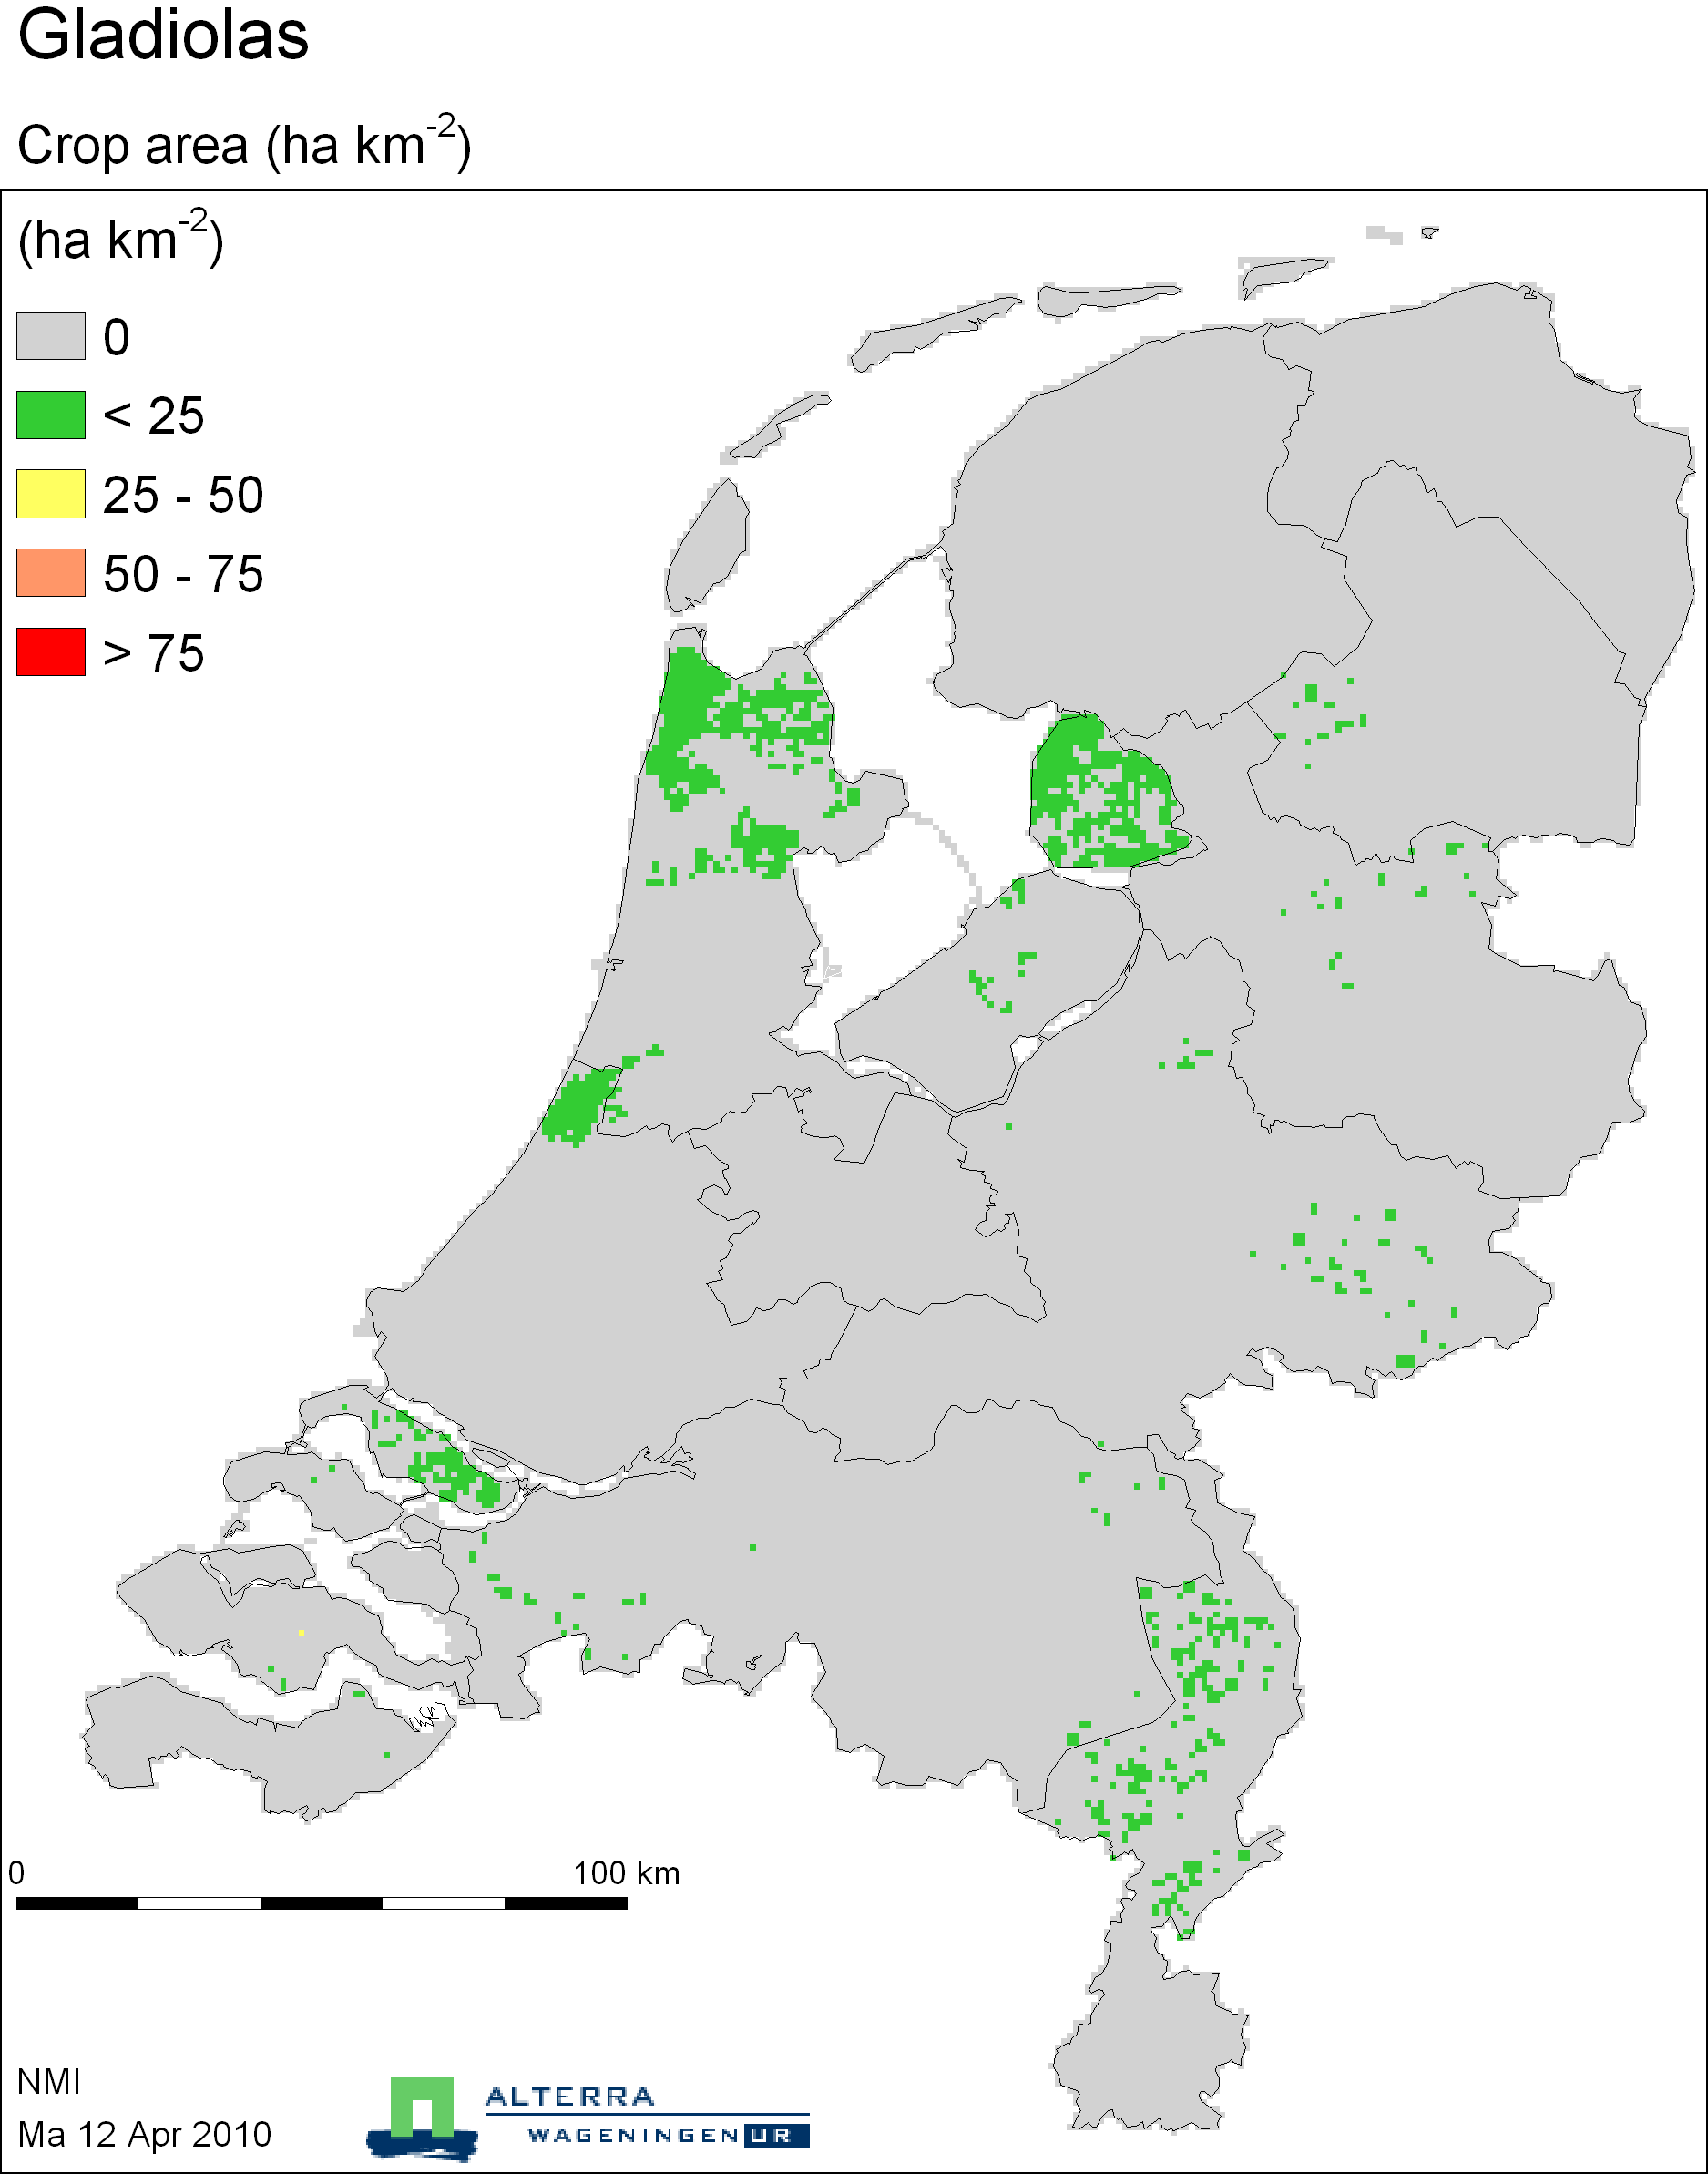 Gladiolas
Crop area (ha km-2)
(ha km-2)
0
< 25
25 - 50
50 - 75
> 75
0 100 km
NMI
Ma 12 Apr 2010
ALTERRA
WAGENINGEN UR